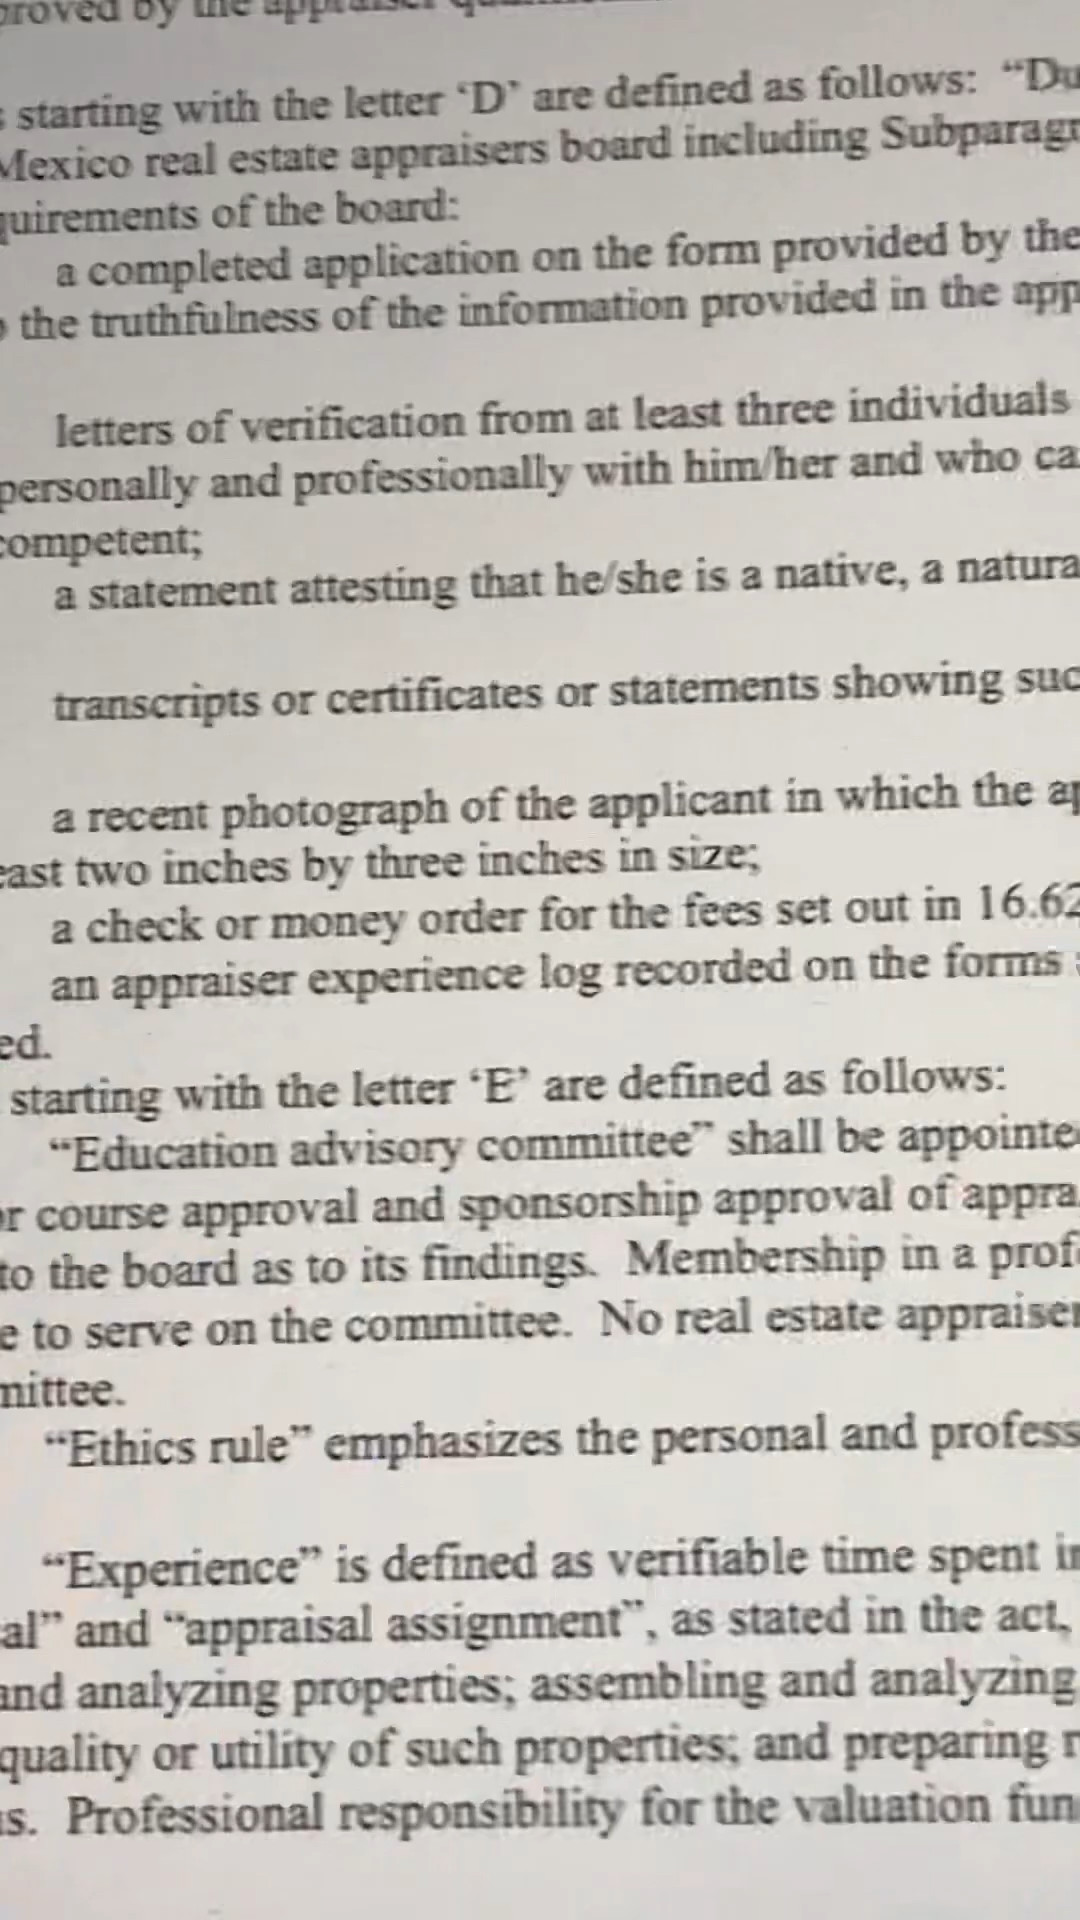 proved by the appraiser
starting with the letter ‘D’ are defined as follows:  “Du
Mexico real estate appraisers board including Subparagr
quirements of the board:
a completed application on the form provided by the
the truthfulness of the information provided in the app
letters of verification from at least three individuals
personally and professionally with him/her and who ca
competent;
a statement attesting that he/she is a native, a natura
transcripts or certificates or statements showing suc
a recent photograph of the applicant in which the ap
east two inches by three inches in size;
a check or money order for the fees set out in 16.62
an appraiser experience log recorded on the forms
ed.
starting with the letter ‘E’ are defined as follows:
“Education advisory committee” shall be appointe
r course approval and sponsorship approval of appra
to the board as to its findings.  Membership in a prof
e to serve on the committee.  No real estate appraiser
mittee.
“Ethics rule” emphasizes the personal and profess
“Experience” is defined as verifiable time spent in
al” and “appraisal assignment”, as stated in the act,
and analyzing properties; assembling and analyzing
quality or utility of such properties; and preparing r
s.  Professional responsibility for the valuation fun